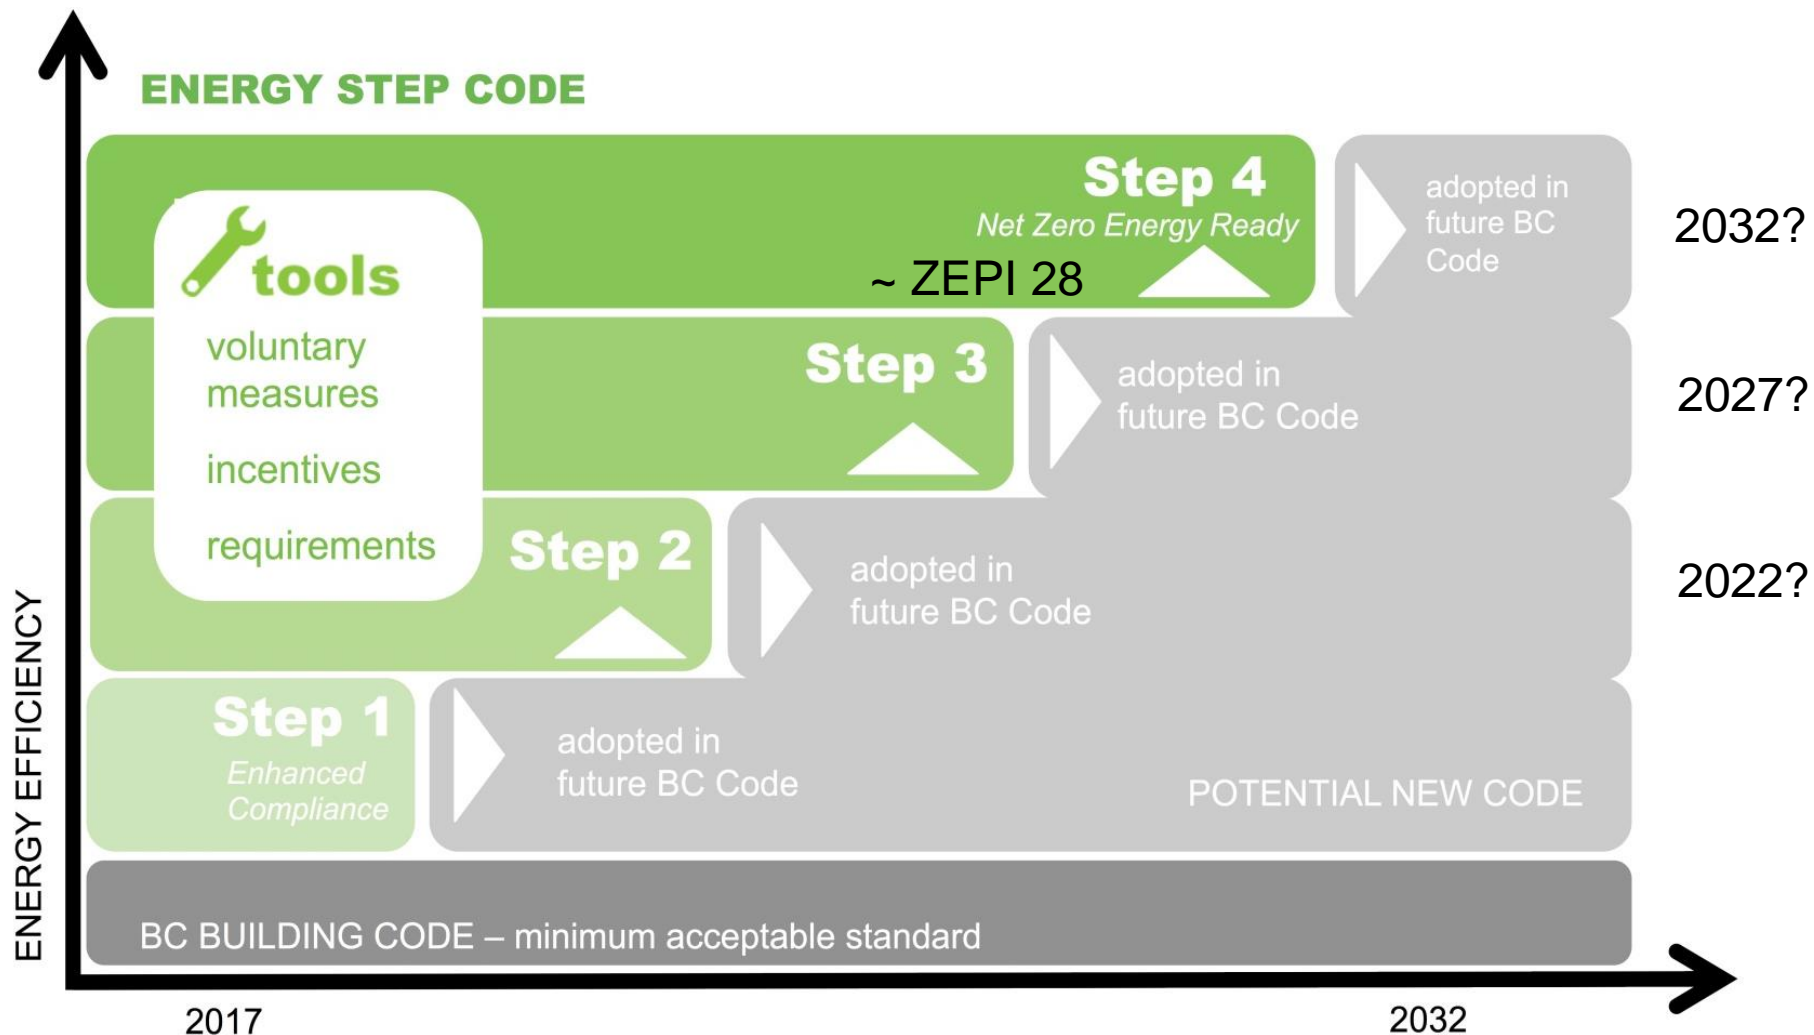 ENERGY STEP CODE
Step 4
Net Zero Energy Ready
~ ZEPI 28
adopted in
future BC
Code
2032?
tools
voluntary
measures
incentives
requirements
Step 3
adopted in
future BC Code
2027?
Step 2
adopted in
future BC Code
2022?
Step 1
Enhanced
Compliance
adopted in
future BC Code
POTENTIAL NEW CODE
BC BUILDING CODE – minimum acceptable standard
ENERGY EFFICIENCY
2017
2032